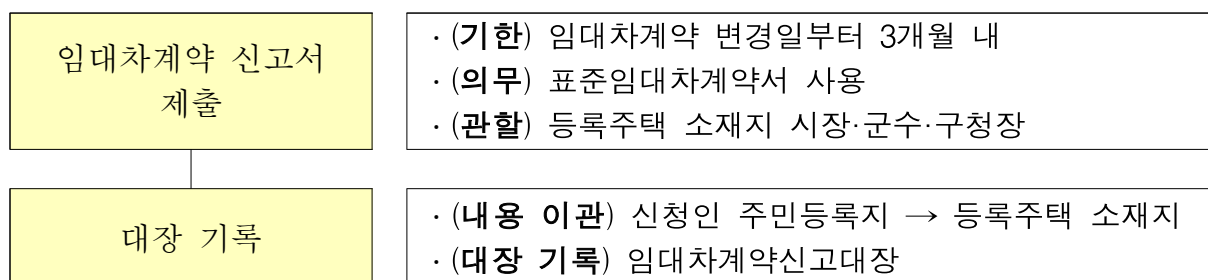 임대차계약 신고서
제출
· (기한) 임대차계약 변경일부터 3개월 내
· (의무) 표준임대차계약서 사용
· (관할) 등록주택 소재지 시장·군수·구청장
대장 기록
· (내용 이관) 신청인 주민등록지 → 등록주택 소재지
· (대장 기록) 임대차계약신고대장